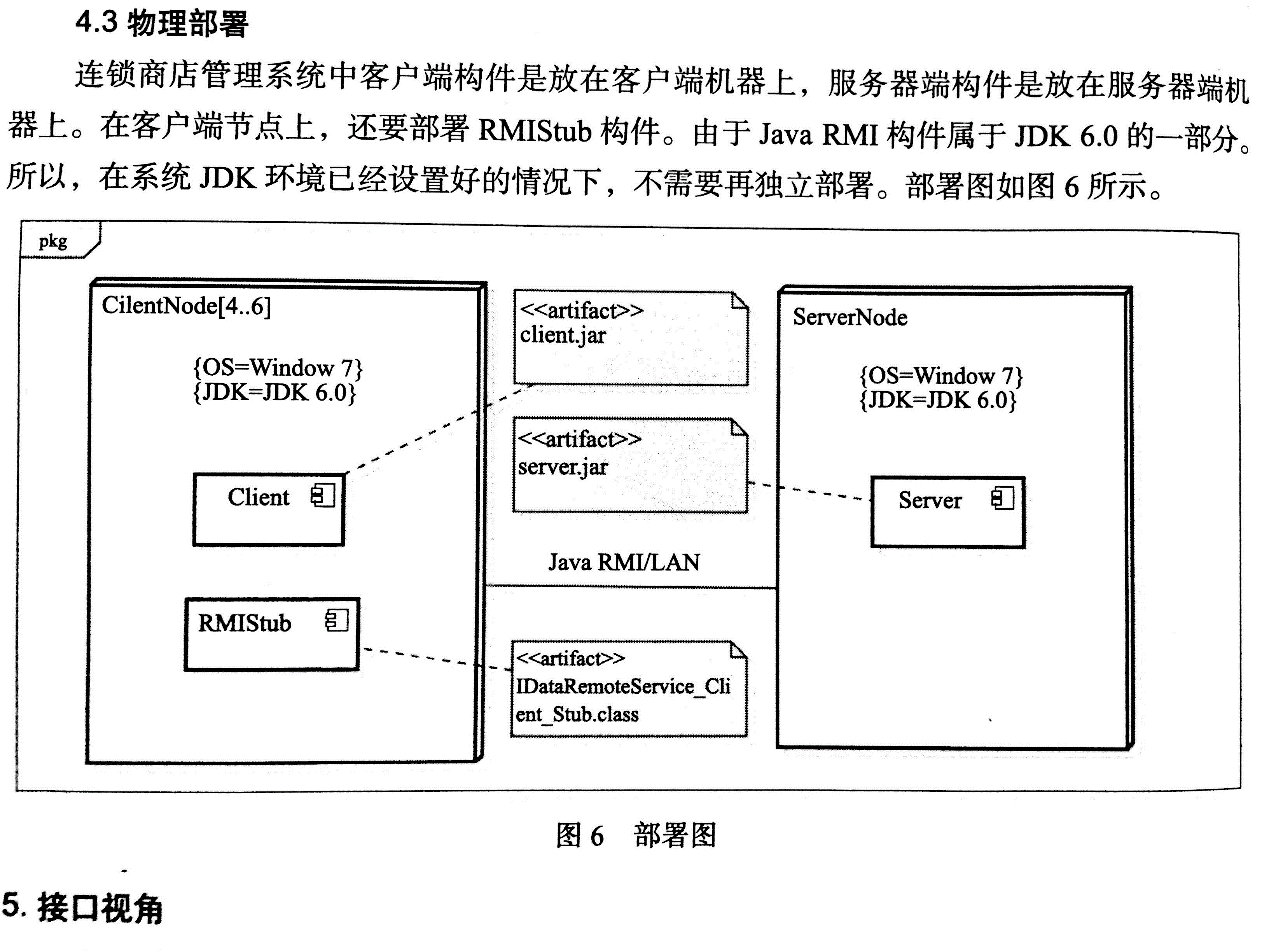 4.3 物理部署
连锁商店管理系统中客户端构件是放在客户端机器上，服务器端构件是放在服务器端机
器上。在客户端节点上，还要部署 RMIStub 构件。由于 Java RMI 构件属于 JDK 6.0 的一部分。
所以，在系统 JDK 环境已经设置好的情况下，不需要再独立部署。部署图如图 6 所示。
pkg
CilentNode[4..6]
{OS=Window 7}
{JDK=JDK 6.0}
Client
RMIStub
<<artifact>>
client.jar
<<artifact>>
server.jar
Java RMI/LAN
<<artifact>>
IDataRemoteService_Cli
ent_Stub.class
ServerNode
{OS=Window 7}
{JDK=JDK 6.0}
Server
图 6 部署图
5. 接口视角